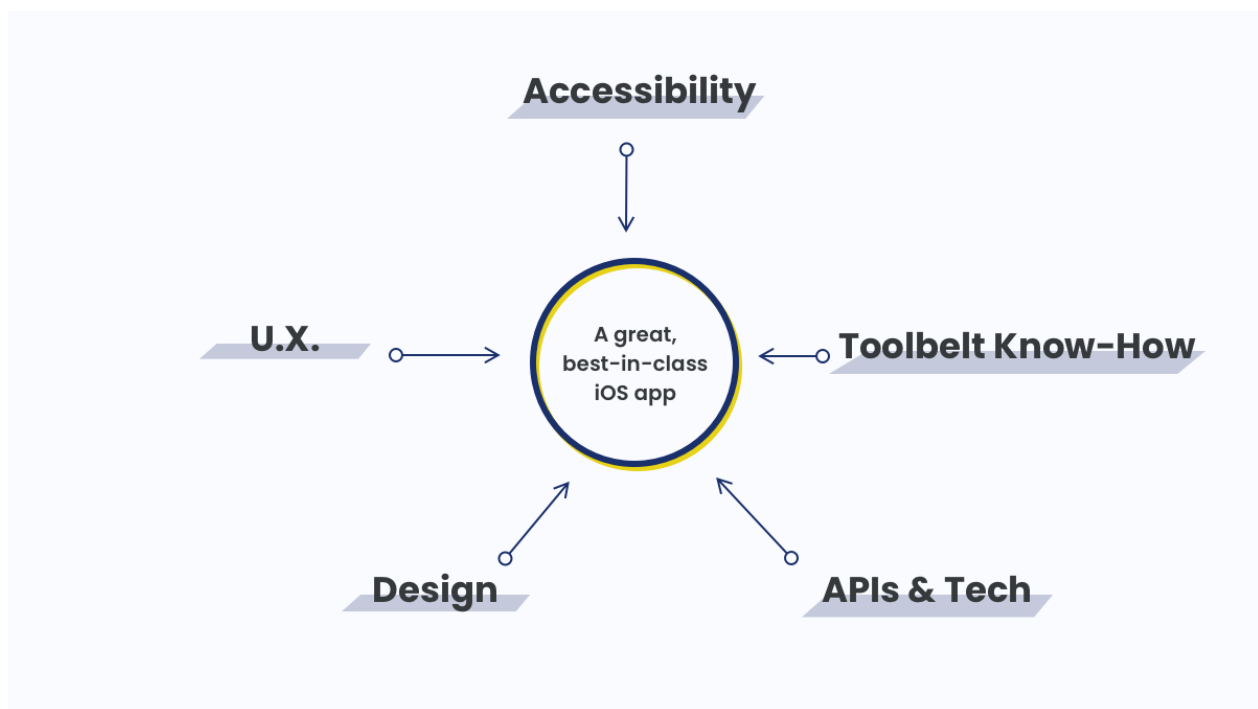 Accessibility
U.X.
A great,
best-in-class
iOS app
Toolbelt Know-How
Design
APIs & Tech